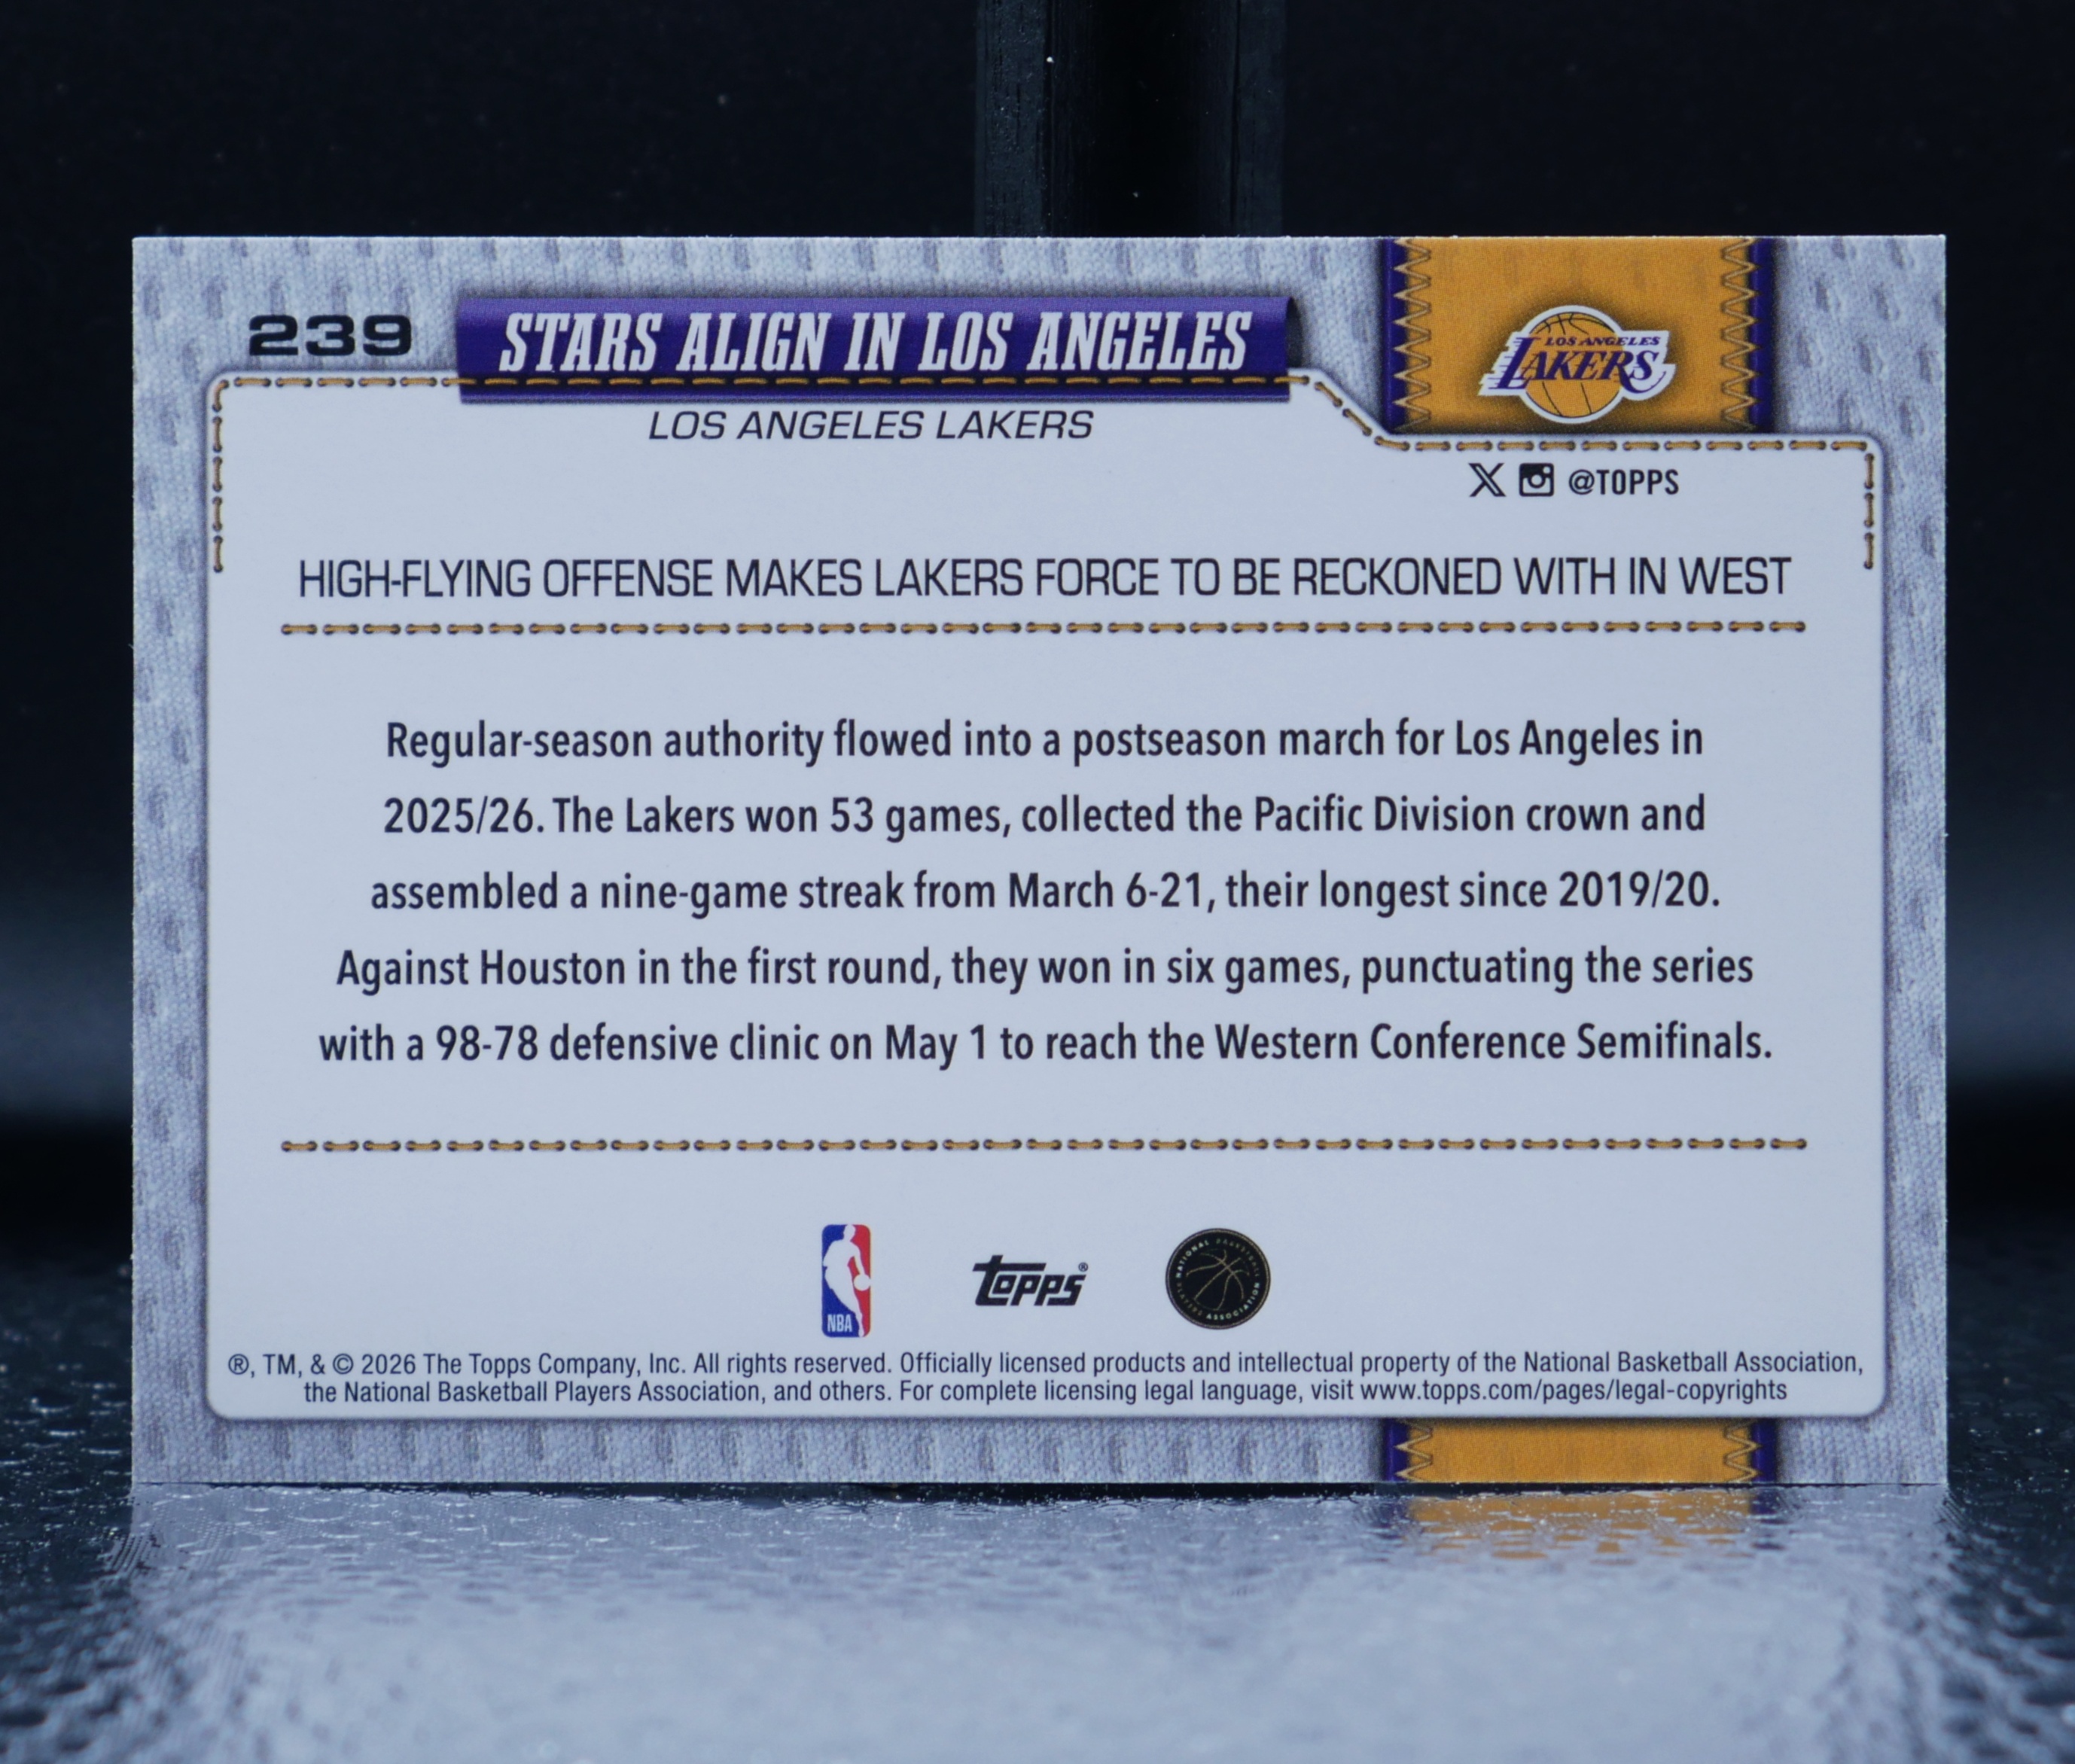 239
STARS ALIGN IN LOS ANGELES
LOS ANGELES LAKERS
LOS ANGELES
LAKERS
@TOPPS
HIGH-FLYING OFFENSE MAKES LAKERS FORCE TO BE RECKONED WITH IN WEST
Regular-season authority flowed into a postseason march for Los Angeles in
2025/26. The Lakers won 53 games, collected the Pacific Division crown and
assembled a nine-game streak from March 6-21, their longest since 2019/20.
Against Houston in the first round, they won in six games, punctuating the series
with a 98-78 defensive clinic on May 1 to reach the Western Conference Semifinals.
NBA
Topps®
NATIONAL BASKETBALL PLAYERS ASSOCIATION
®, TM, & © 2026 The Topps Company, Inc. All rights reserved. Officially licensed products and intellectual property of the National Basketball Association,
the National Basketball Players Association, and others. For complete licensing legal language, visit www.topps.com/pages/legal-copyrights